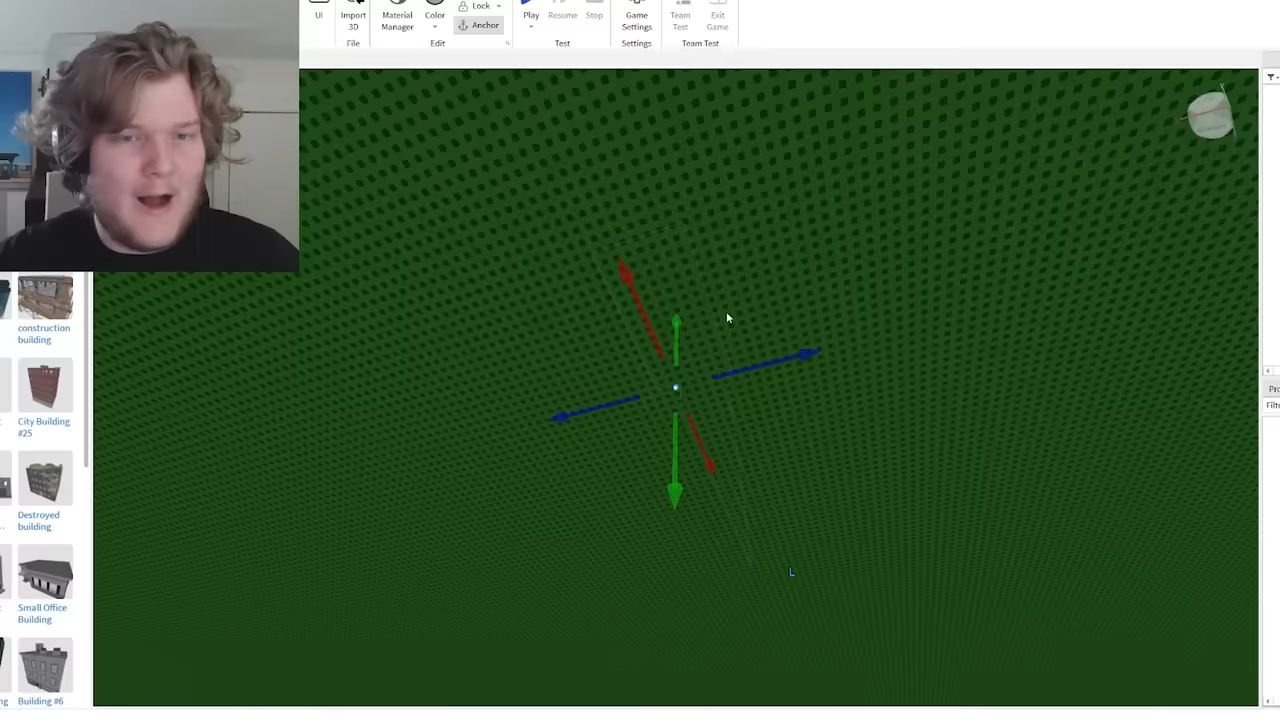 UI
Import
3D
File
Material
Manager
Color
Lock
Anchor
Edit
Play
Resume
Stop
Test
Game
Settings
Settings
Team
Test
Exit
Game
Team Test
construction
building
City Building
#25
Destroyed
building
Small Office
Building
Building #6
L